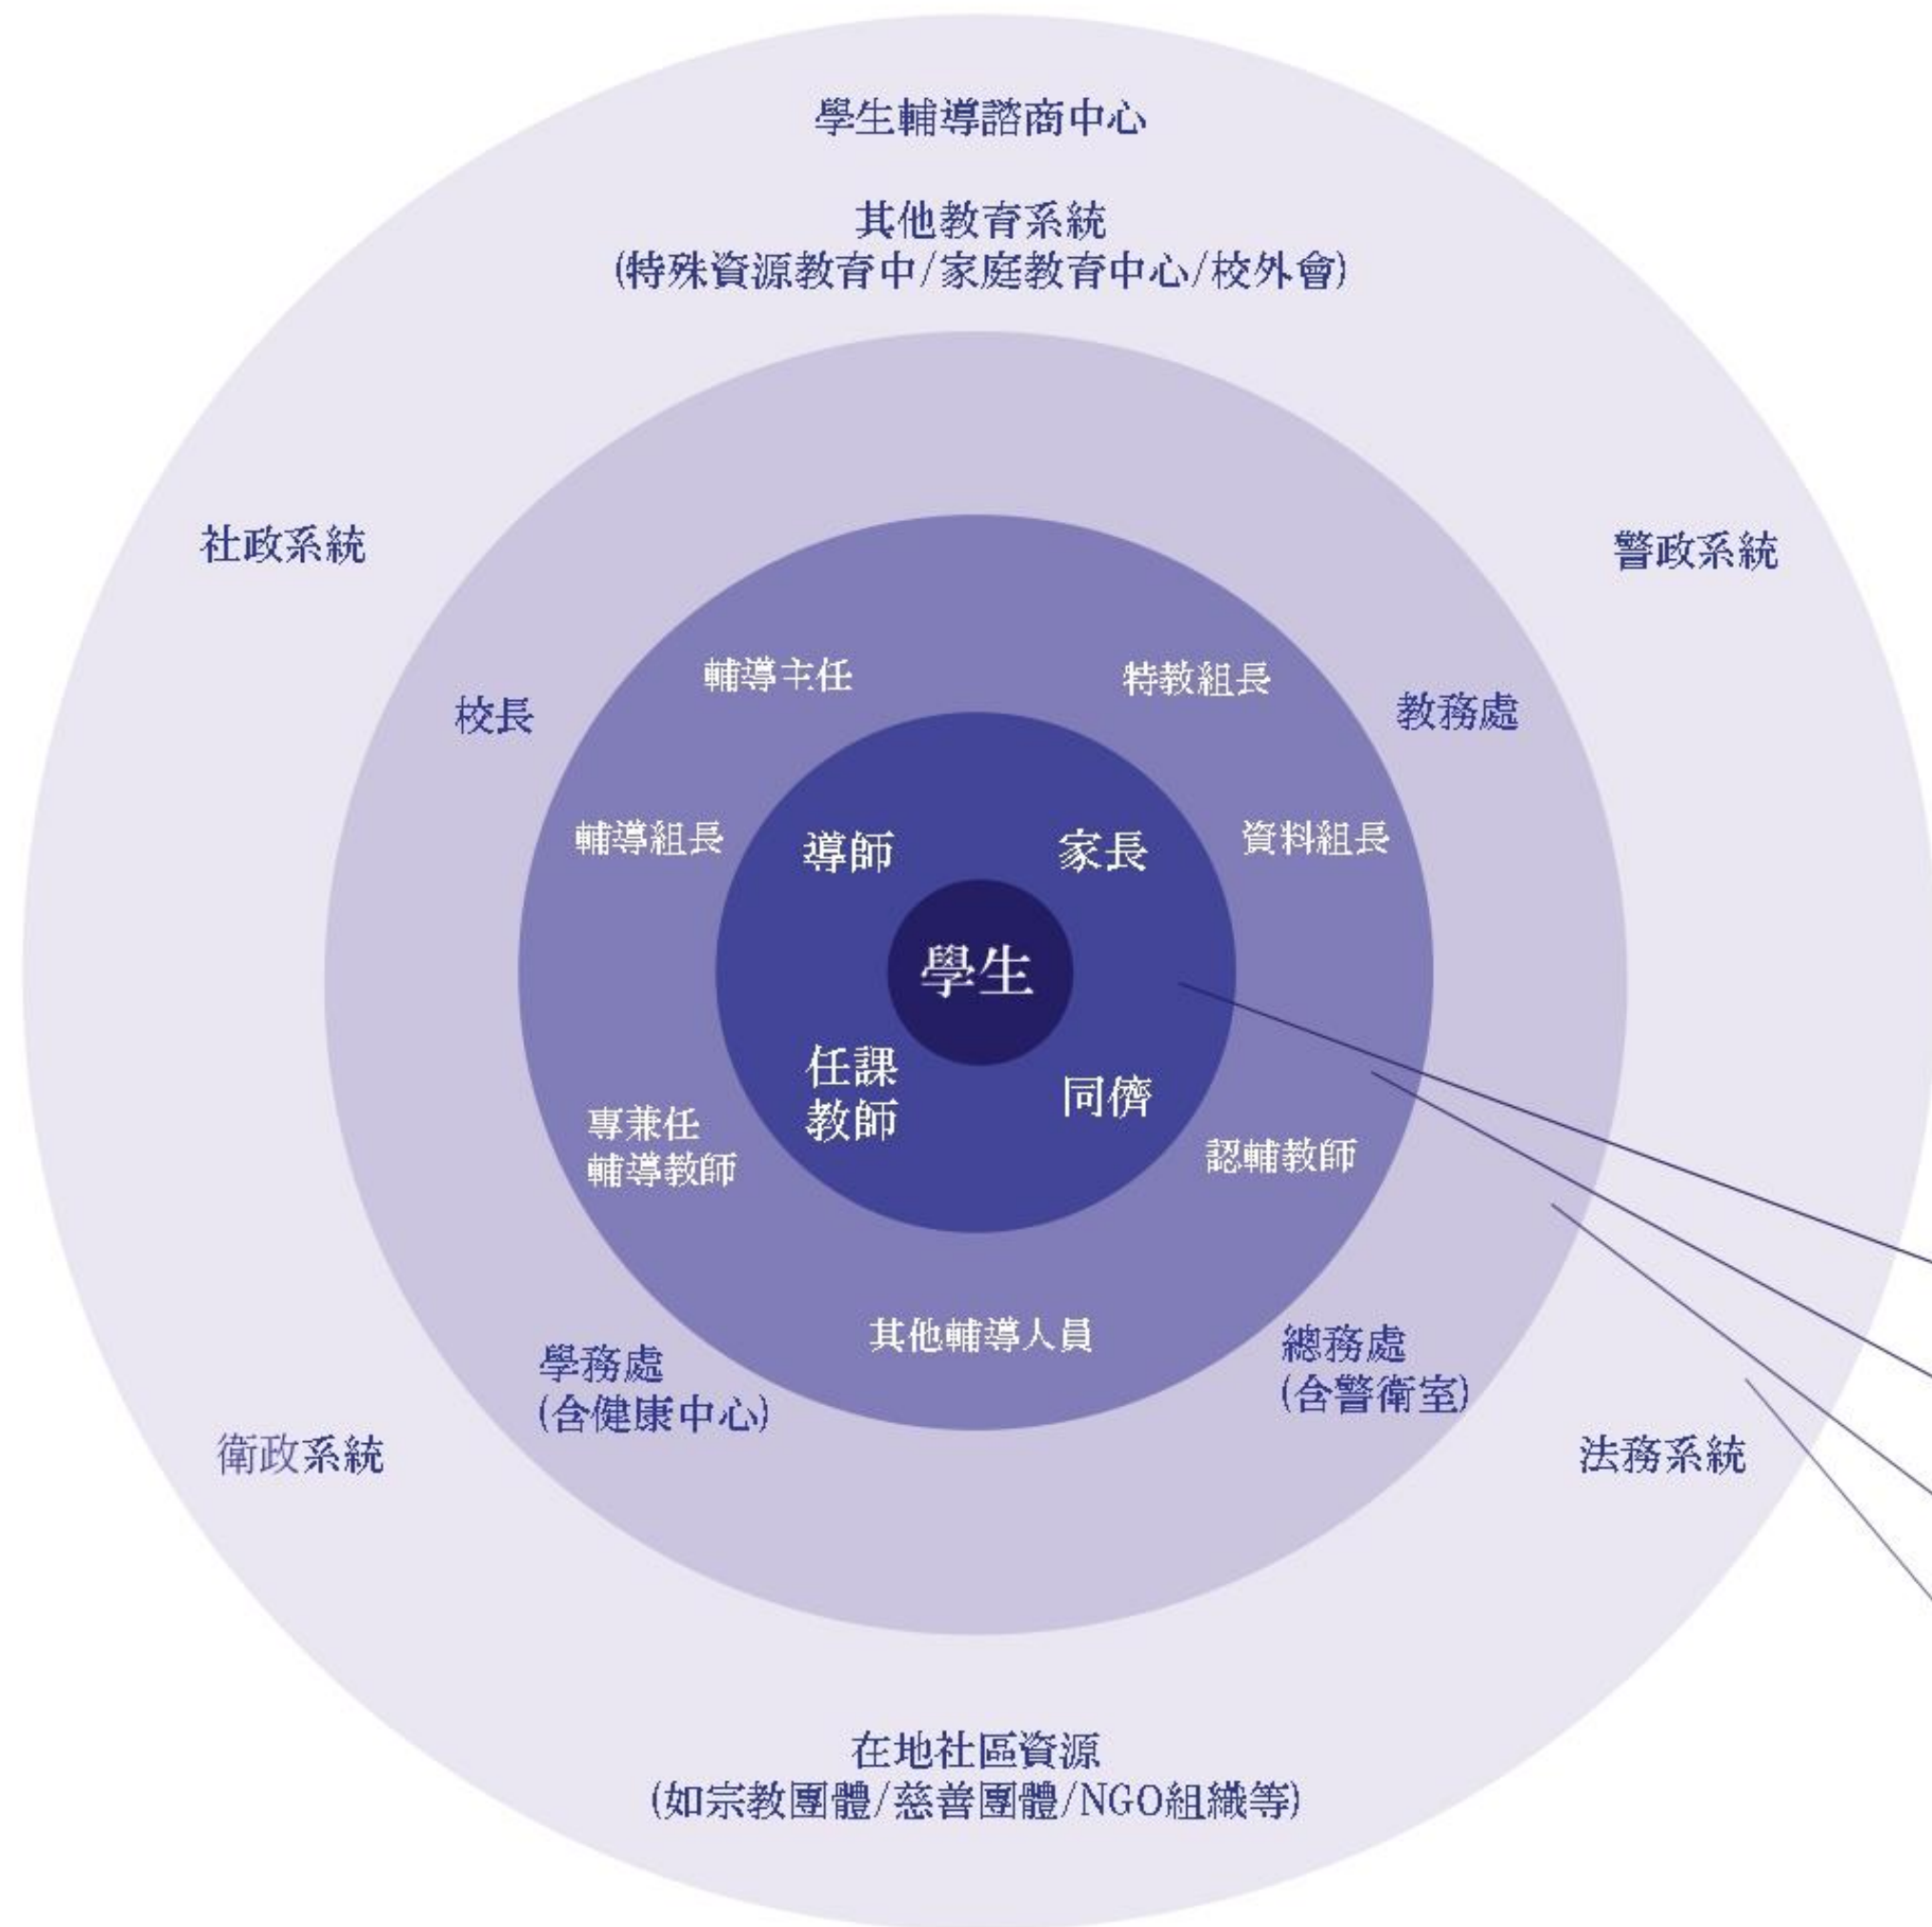 學生輔導諮商中心
其他教育系統
(特殊資源教育中/家庭教育中心/校外會)
社政系統
警政系統
輔導主任
特教組長
校長
教務處
輔導組長
導師
家長
資料組長
學生
任課
教師
同儕
專兼任
輔導教師
認輔教師
其他輔導人員
學務處
(含健康中心)
總務處
(含警衛室)
衛政系統
法務系統
在地社區資源
(如宗教團體/慈善團體/NGO組織等)